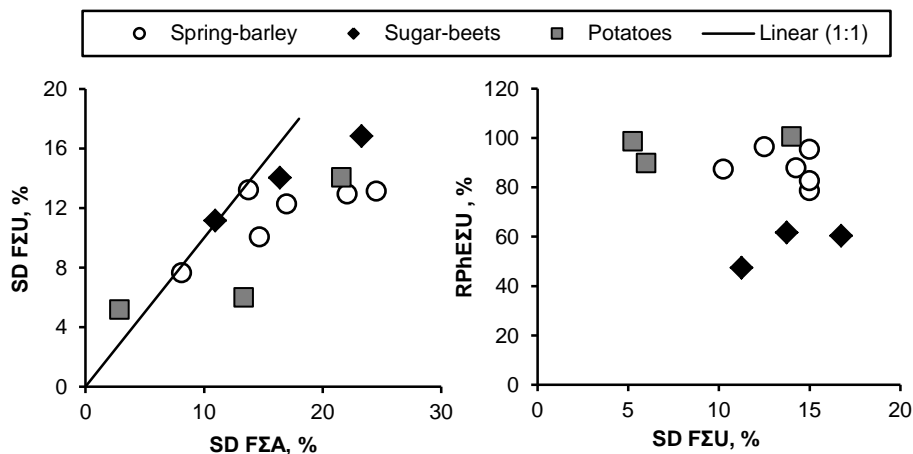 Spring-barley Sugar-beets Potatoes Linear (1:1)
20
16
12
8
4
0
SD FΣU, %
0 10 20 30
SD FΣA, %
120
100
80
60
40
20
0
RPhEΣU , %
0 5 10 15 20
SD FΣU, %